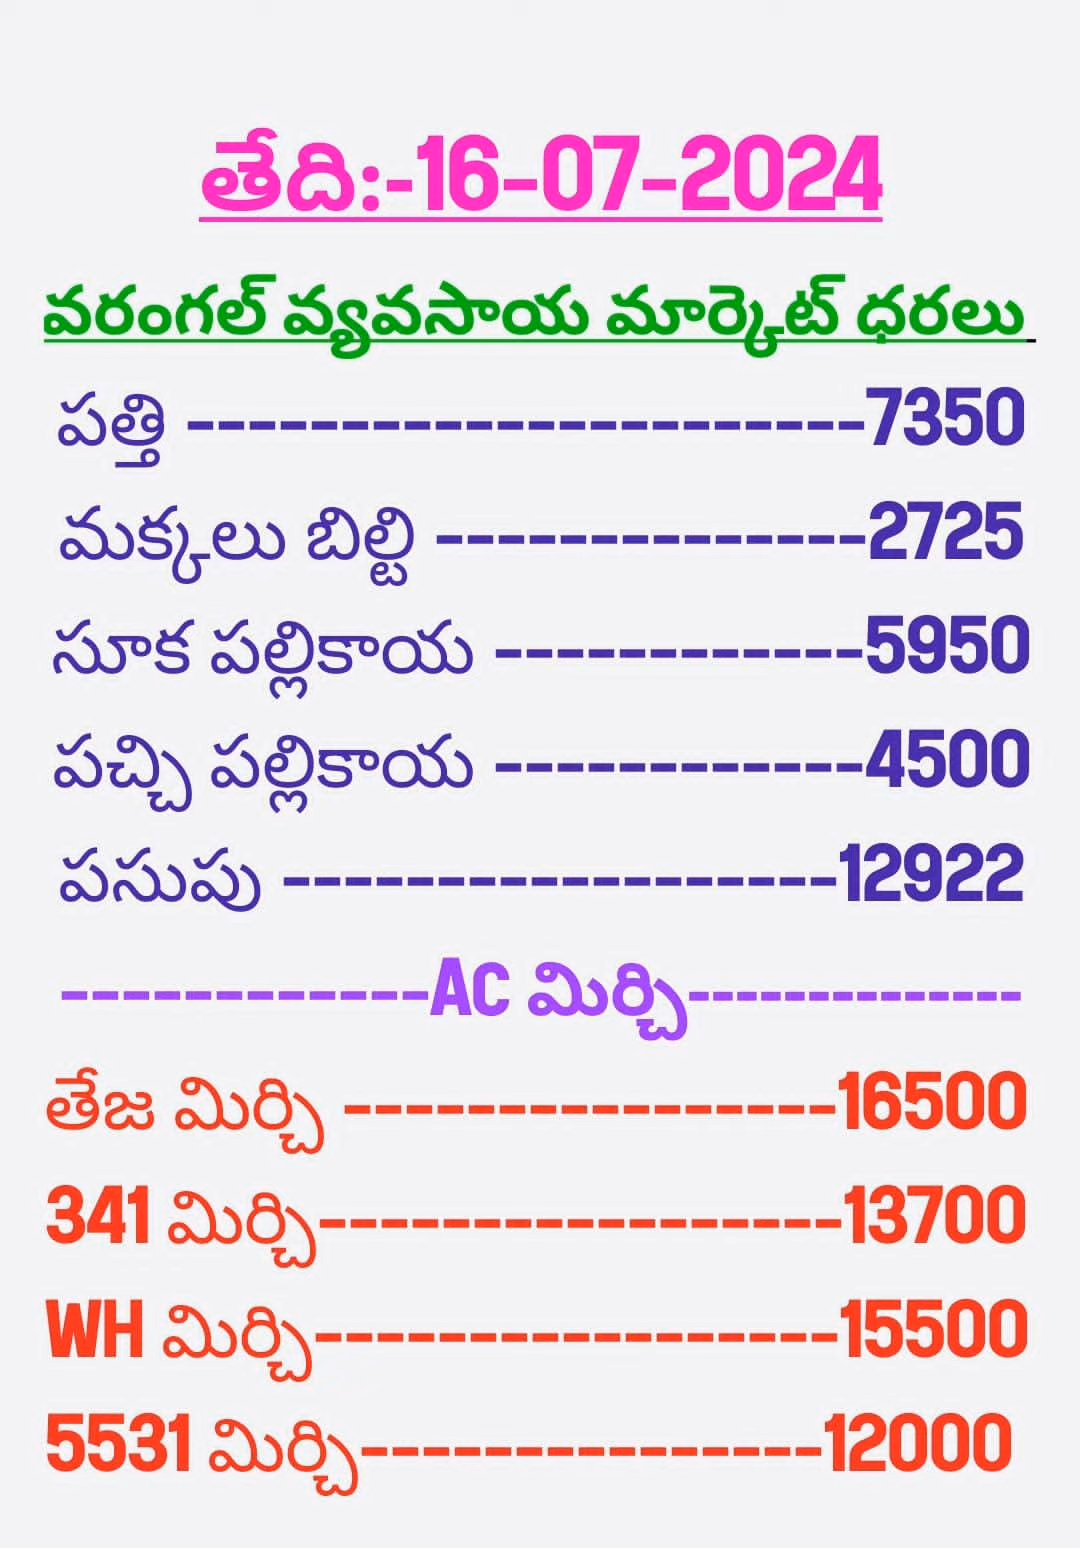 తేది:-16-07-2024
వరంగల్ వ్యవసాయ మార్కెట్ ధరలు
పత్తి ----------------------7350
మక్కలు బిల్టి --------------2725
సూక పల్లికాయ ------------5950
పచ్చి పల్లికాయ ------------4500
పసుపు ------------------12922
------------AC మిర్చి-----------
తేజ మిర్చి ----------------16500
341 మిర్చి-----------------13700
WH మిర్చి-----------------15500
5531 మిర్చి---------------12000